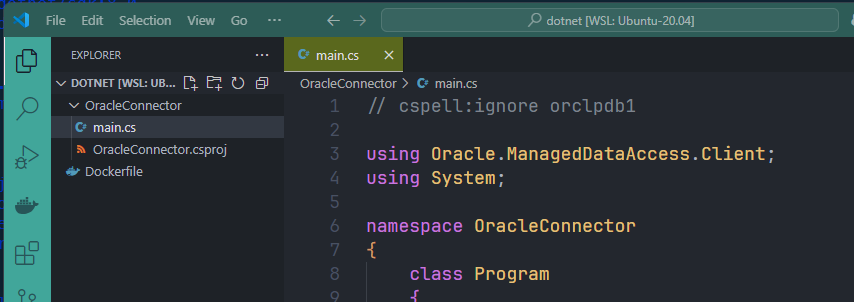 File Edit Selection View ··· dotnet [WSL: Ubuntu-20.04]
EXPLORER ···
DOTNET [WSL: UB...
OracleConnector
main.cs
OracleConnector.csproj
Dockerfile
main.cs
OracleConnector > main.cs
1 // cspell:ignore orclpdb1
2
3 using Oracle.ManagedDataAccess.Client;
4 using System;
5
6 namespace OracleConnector
7 {
8 class Program
9 {